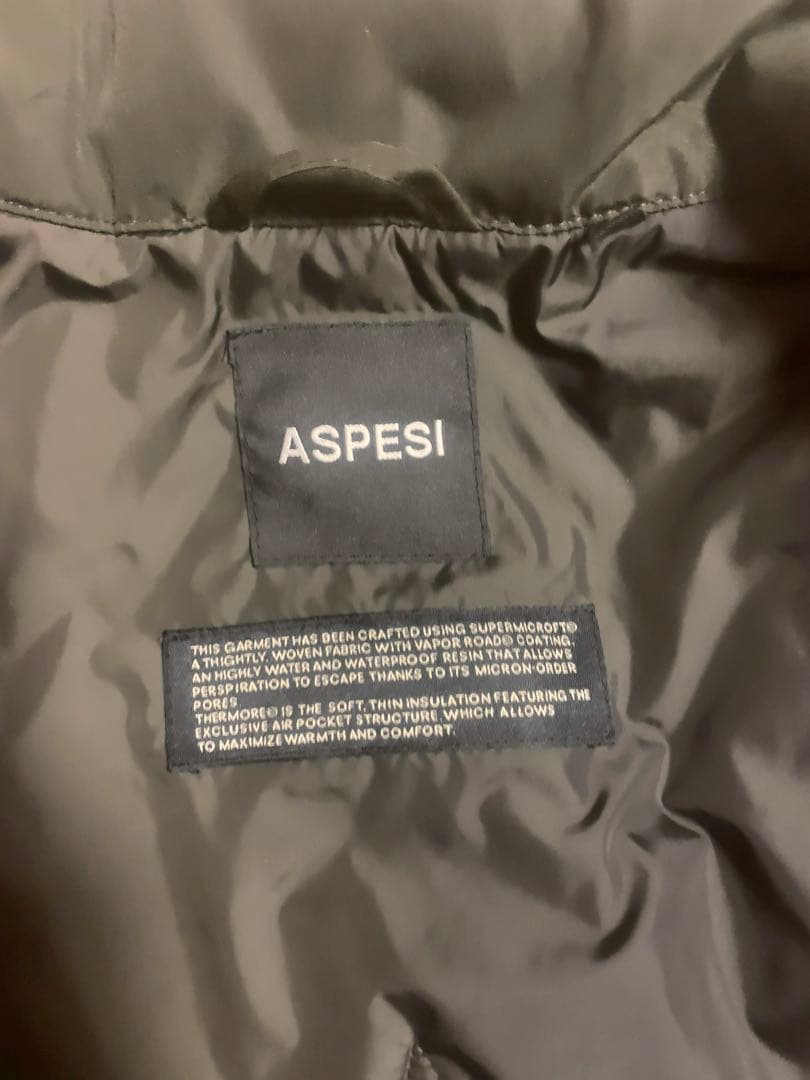 ASPESI
THIS GARMENT HAS BEEN CRAFTED USING SUPERMICROFT®
A THIGHTLY, WOVEN FABRIC WITH VAPOR ROAD® COATING.
AN HIGHLY WATER AND WATERPROOF RESIN THAT ALLOWS
PERSPIRATION TO ESCAPE THANKS TO ITS MICRON-ORDER
PORES.
THERMORE® IS THE SOFT, THIN INSULATION FEATURING THE
EXCLUSIVE AIR POCKET STRUCTURE, WHICH ALLOWS
TO MAXIMIZE WARMTH AND COMFORT.